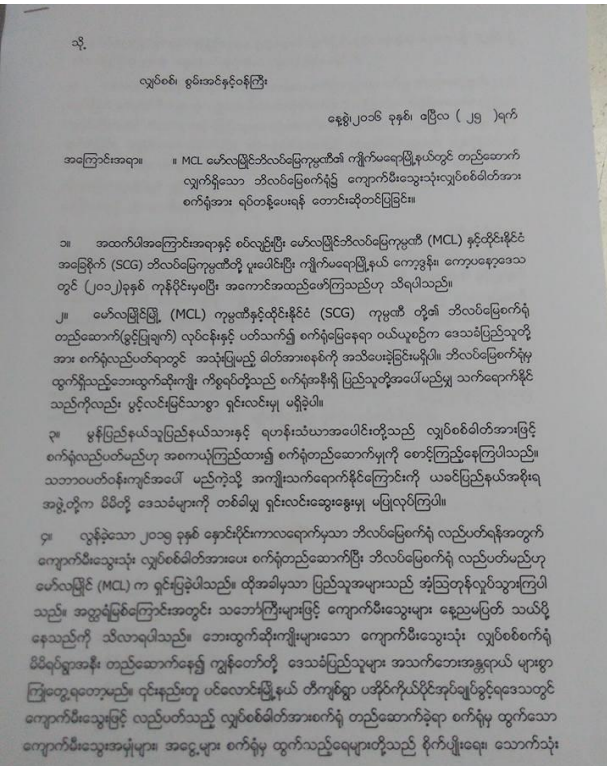 သို့
လျှပ်စစ်၊ စွမ်းအင်နှင့်ဝန်ကြီး
နေ့စွဲ၊၂၀၁၆ ခုနှစ်၊ ဧပြီလ ( ၂၅ )ရက်
အကြောင်းအရာ။ ။ MCL မော်လမြိုင်ဘိလပ်မြေကုမ္ပဏီ၏ ကျိုက်မရောမြို့နယ်တွင် တည်ဆောက်
လျှက်ရှိသော ဘိလပ်မြေစက်ရုံ၌ ကျောက်မီးသွေးသုံးလျှပ်စစ်ဓါတ်အား
စက်ရုံအား ရပ်တန့်ပေးရန် တောင်းဆိုတင်ပြခြင်း။
၁။ အထက်ပါအကြောင်းအရာနှင့် စပ်လျဉ်းပြီး မော်လမြိုင်ဘိလပ်မြေကုမ္ပဏီ (MCL) နှင့်ထိုင်းနိုင်ငံ
အခြေစိုက် (SCG) ဘိလပ်မြေကုမ္ပဏီတို့ ပူးပေါင်းပြီး ကျိုက်မရောမြို့နယ် ကော့ဒွန်း၊ ကော့ပနော့ဒေသ
တွင် (၂၀၁၂)ခုနှစ် ကုန်ပိုင်းမှစပြီး အကောင်အထည်ဖော်ကြသည်ဟု သိရပါသည်။
၂။ မော်လမြိုင်မြို့ (MCL) ကုမ္ပဏီနှင့်ထိုင်းနိုင်ငံ (SCG) ကုမ္ပဏီ တို့၏ ဘိလပ်မြေစက်ရုံ
တည်ဆောက်(ခွင့်ပြုချက်) လုပ်ငန်းနှင့် ပတ်သက်၍ စက်ရုံမြေနေရာ ဝယ်ယူစဉ်က ဒေသခံပြည်သူတို့
အား စက်ရုံလည်ပတ်ရာတွင် အသုံးပြုမည့် ဓါတ်အားစနစ်ကို အသိပေးခဲ့ခြင်းမရှိပါ။ ဘိလပ်မြေစက်ရုံမှ
ထွက်ရှိသည့်ဘေးထွက်ဆိုးကျိုး ကိစ္စရပ်တို့သည် စက်ရုံအနီးရှိ ပြည်သူတို့အပေါ်မည်မျှ သက်ရောက်နိုင်
သည်ကိုလည်း ပွင့်လင်းမြင်သာစွာ ရှင်းလင်းမှု မရှိခဲ့ပါ။
၃။ မွန်ပြည်နယ်သူပြည်နယ်သားနှင့် ရဟန်းသံဃာအပေါင်းတို့သည် လျှပ်စစ်ဓါတ်အားဖြင့်
စက်ရုံလည်ပတ်မည်ဟု အစကယုံကြည်ထား၍ စက်ရုံတည်ဆောက်မှုကို စောင့်ကြည့်နေကြပါသည်။
သဘာဝပတ်ဝန်းကျင်အပေါ် မည်ကဲ့သို့ အကျိုးသက်ရောက်နိုင်ကြောင်းကို ယခင်ပြည်နယ်အစိုးရ
အဖွဲ့တို့က မိမိတို့ ဒေသခံများကို တစ်ခါမျှ ရှင်းလင်းဆွေးနွေးမှု မပြုလုပ်ကြပါ။
၄။ လွန်ခဲ့သော ၂၀၁၅ ခုနှစ် နှောင်းပိုင်းကာလရောက်မှသာ ဘိလပ်မြေစက်ရုံ လည်ပတ်ရန်အတွက်
ကျောက်မီးသွေးသုံး လျှပ်စစ်ဓါတ်အားပေး စက်ရုံတည်ဆောက်ပြီး ဘိလပ်မြေစက်ရုံ လည်ပတ်မည်ဟု
မော်လမြိုင် (MCL) က ရှင်းပြခဲ့ပါသည်။ ထိုအခါမှသာ ပြည်သူအများသည် အံ့ဩတုန်လှုပ်သွားကြပါ
သည်။ အတ္ထရံမြစ်ကြောင်းအတွင်း သင်္ဘောကြီးများဖြင့် ကျောက်မီးသွေးများ နေ့ညမပြတ် သယ်ပို့
နေသည်ကို သိလာရပါသည်။ ဘေးထွက်ဆိုးကျိုးများသော ကျောက်မီးသွေးသုံး လျှပ်စစ်စက်ရုံ
မိမိရပ်ရွာအနီး တည်ဆောက်နေ၍ ကျွန်တော်တို့ ဒေသခံပြည်သူများ အသက်ဘေးအန္တရာယ် များစွာ
ကြုံတွေ့ရတော့မည်။ ၎င်းနည်းတူ ပင်လောင်းမြို့နယ် တီကျစ်ရွာ ပအိုဝ်ကိုယ်ပိုင်အုပ်ချုပ်ခွင့်ရဒေသတွင်
ကျောက်မီးသွေးဖြင့် လည်ပတ်သည့် လျှပ်စစ်ဓါတ်အားစက်ရုံ တည်ဆောက်ခဲ့ရာ စက်ရုံမှ ထွက်သော
ကျောက်မီးသွေးအမှုံများ၊ အငွေ့များ စက်ရုံမှ ထွက်သည့်ရေများတို့သည် စိုက်ပျိုးရေး၊ သောက်သုံး